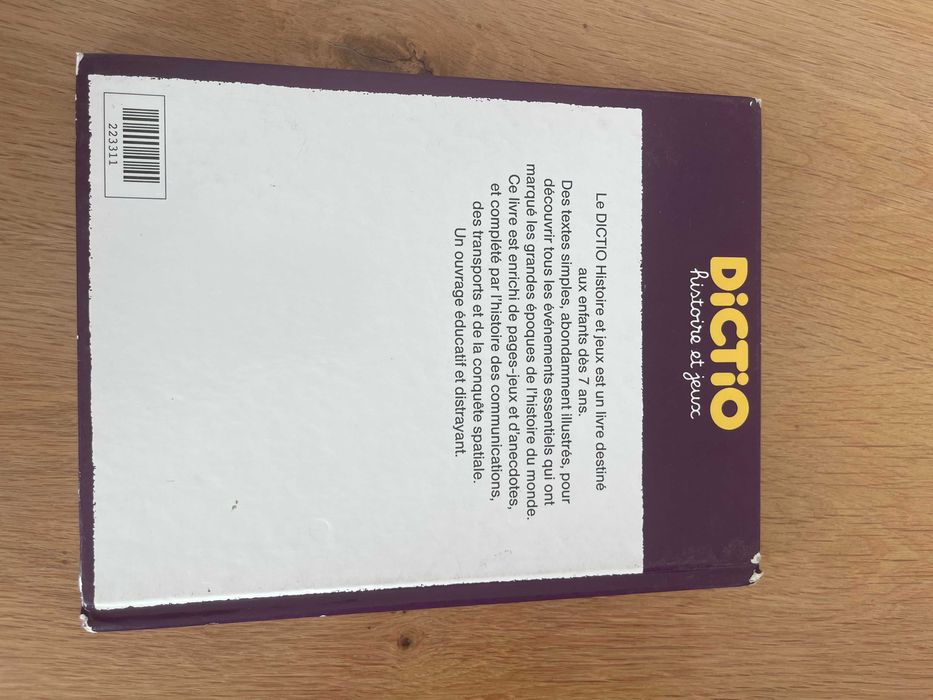 DiCTiO
histoire et jeux
Le DICTIO Histoire et jeux est un livre destiné
aux enfants dès 7 ans.
Des textes simples, abondamment illustrés, pour
découvrir tous les événements essentiels qui ont
marqué les grandes époques de l'histoire du monde.
Ce livre est enrichi de pages-jeux et d'anecdotes,
et complété par l'histoire des communications,
des transports et de la conquête spatiale.
Un ouvrage éducatif et distrayant.
223311